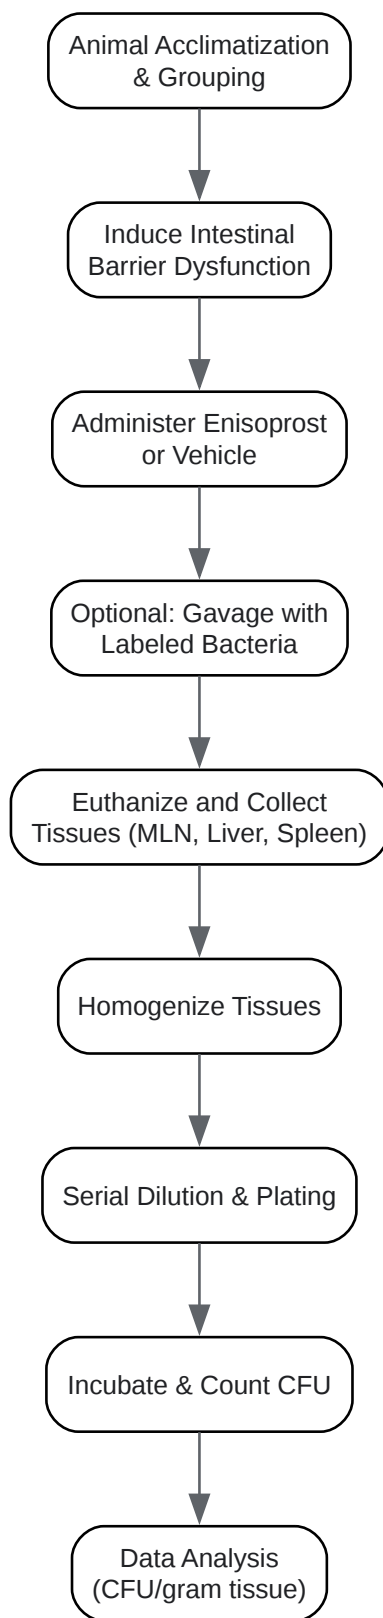 Animal Acclimatization
& Grouping
Induce Intestinal
Barrier Dysfunction
Administer Enisoprost
or Vehicle
Optional: Gavage with
Labeled Bacteria
Euthanize and Collect
Tissues (MLN, Liver, Spleen)
Homogenize Tissues
Serial Dilution & Plating
Incubate & Count CFU
Data Analysis
(CFU/gram tissue)